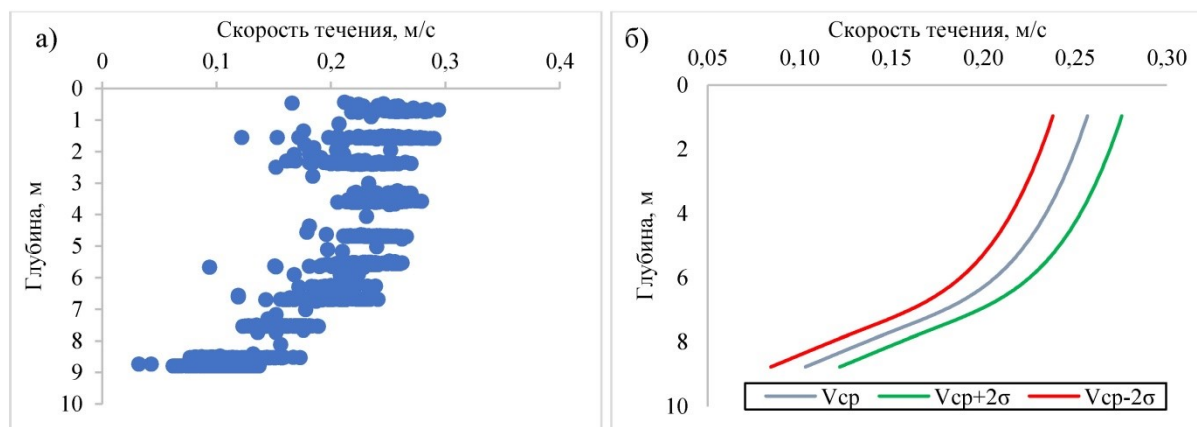 а)
Скорость течения, м/с
0 0,1 0,2 0,3 0,4
0
1
2
3
4
5
6
7
8
9
10
Глубина, м
б)
Скорость течения, м/с
0,05 0,10 0,15 0,20 0,25 0,30
0
2
4
6
8
10
Глубина, м
Vср Vср+2σ Vср-2σ